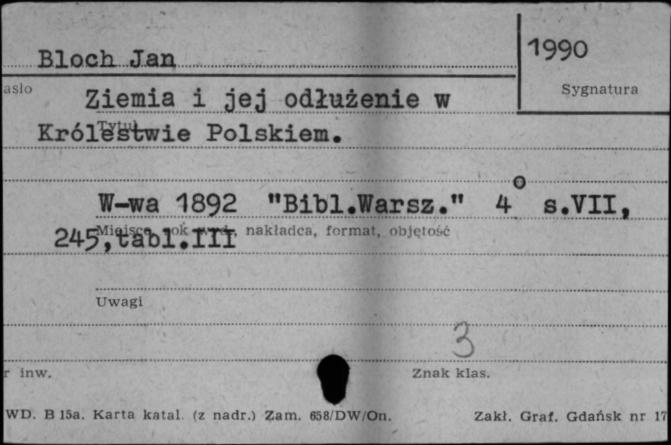 Bloch Jan
1990
asło
Sygnatura
Ziemia i jej odłużenie w
Tytuł
Królestwie Polskiem.
W-wa 1892 "Bibl.Warsz." 4° s.VII,
245,tabl.III
Miejsce, rok wyd., nakładca, format, objętość
Uwagi
3
r inw.
Znak klas.
WD. B 15a. Karta katal. (z nadr.) Zam. 658/DW/On.
Zakł. Graf. Gdańsk nr 17